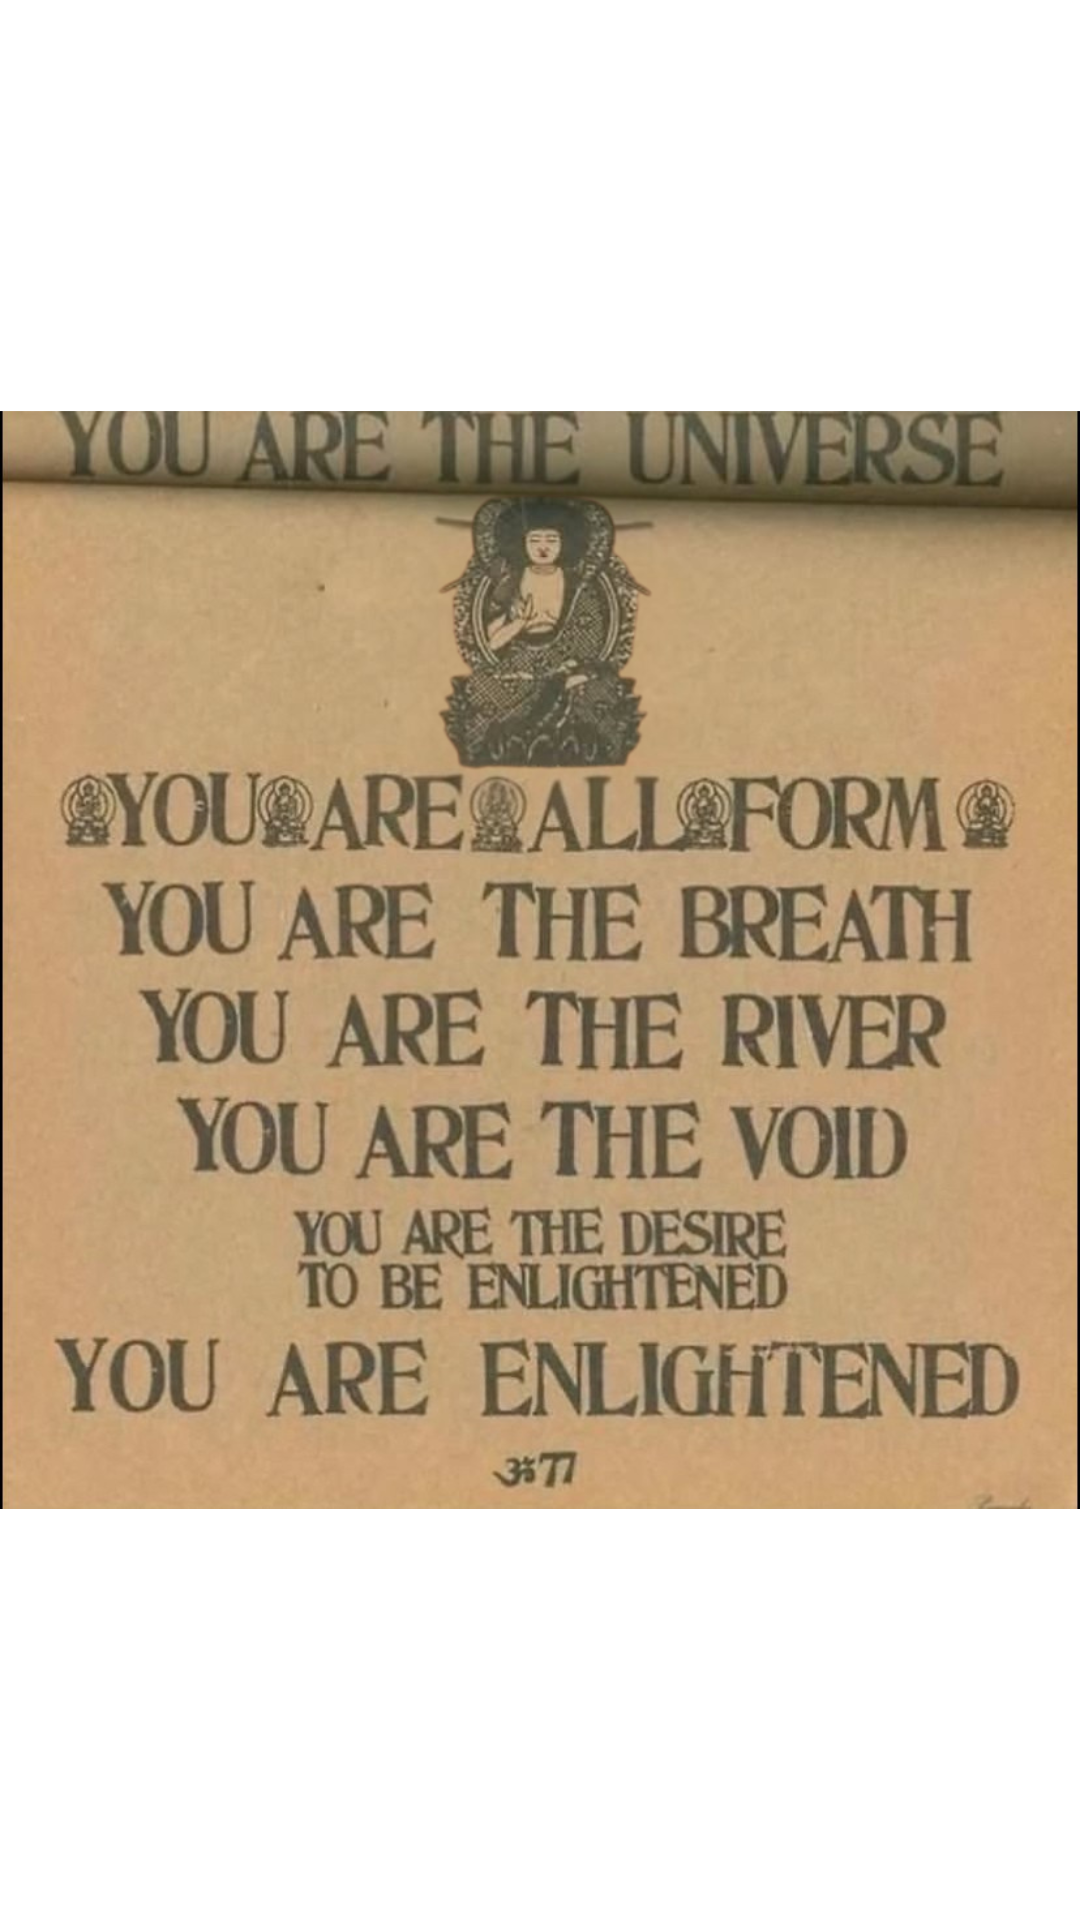 YOU ARE THE UNIVERSE
YOU ARE ALL FORM
YOU ARE THE BREATH
YOU ARE THE RIVER
YOU ARE THE VOID
YOU ARE THE DESIRE
TO BE ENLIGHTENED
YOU ARE ENLIGHTENED
ॐ 77